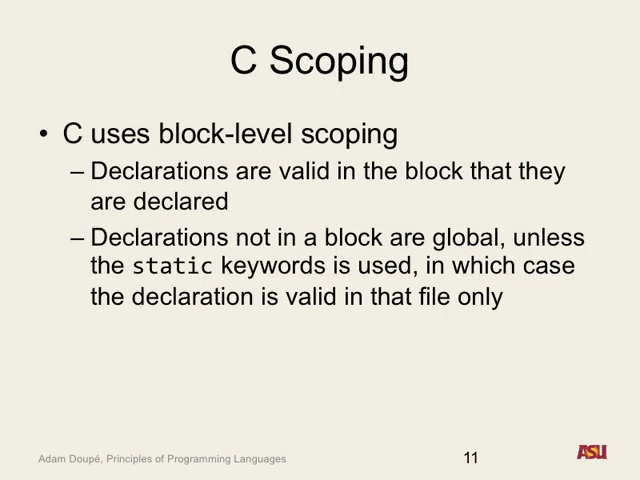 C Scoping
• C uses block-level scoping
– Declarations are valid in the block that they
are declared
– Declarations not in a block are global, unless
the static keywords is used, in which case
the declaration is valid in that file only
Adam Doupé, Principles of Programming Languages
11
ASU